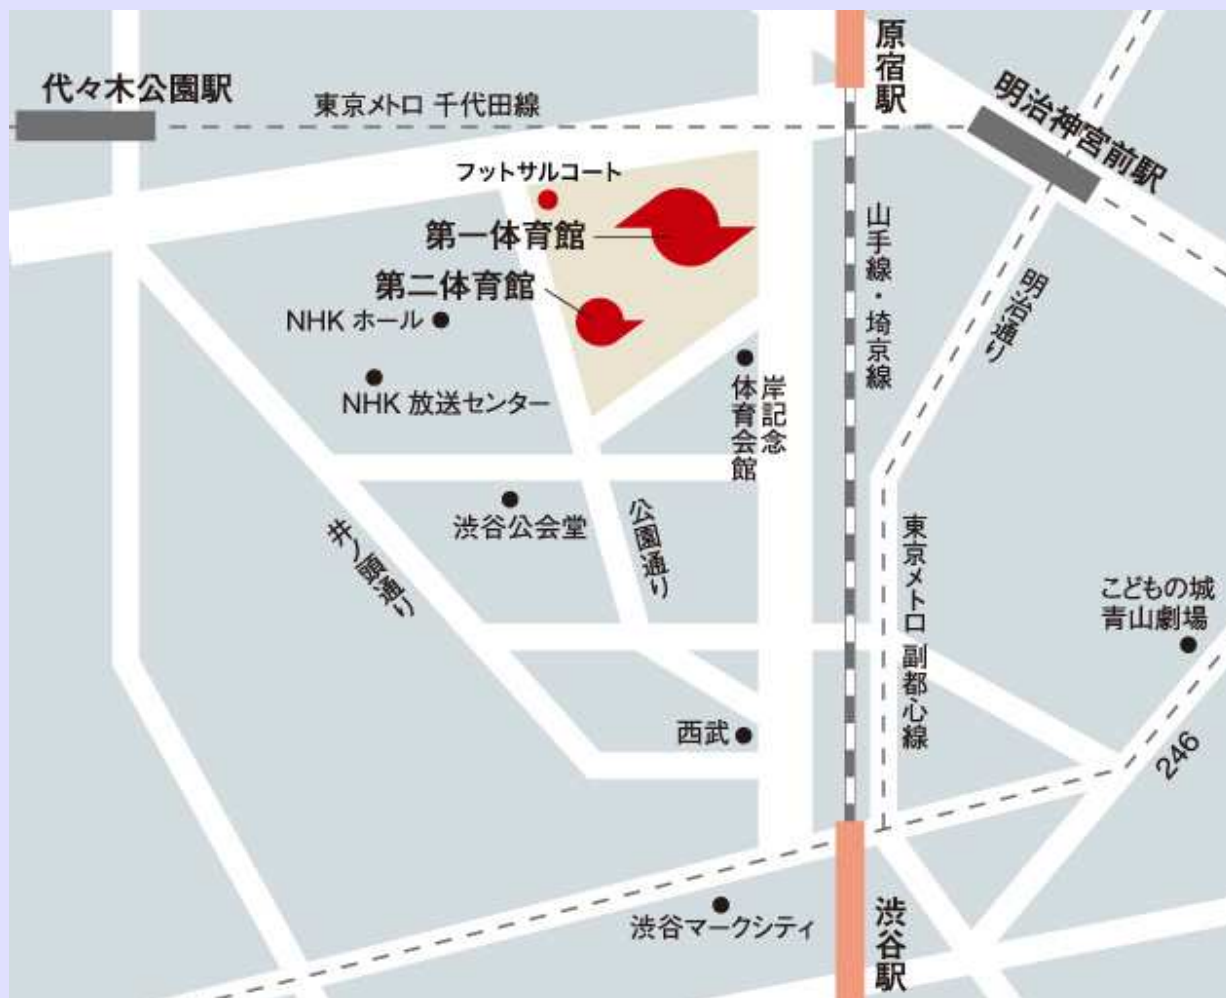 原宿駅
代々木公園駅
東京メトロ 千代田線
明治神宮前駅
フットサルコート
第一体育館
山手線・埼京線
第二体育館
明治通り
NHK ホール
NHK 放送センター
岸記念
体育会館
渋谷公会堂
公園通り
井ノ頭通り
東京メトロ 副都心線
こどもの城
青山劇場
西武
246
渋谷マークシティ
渋谷駅